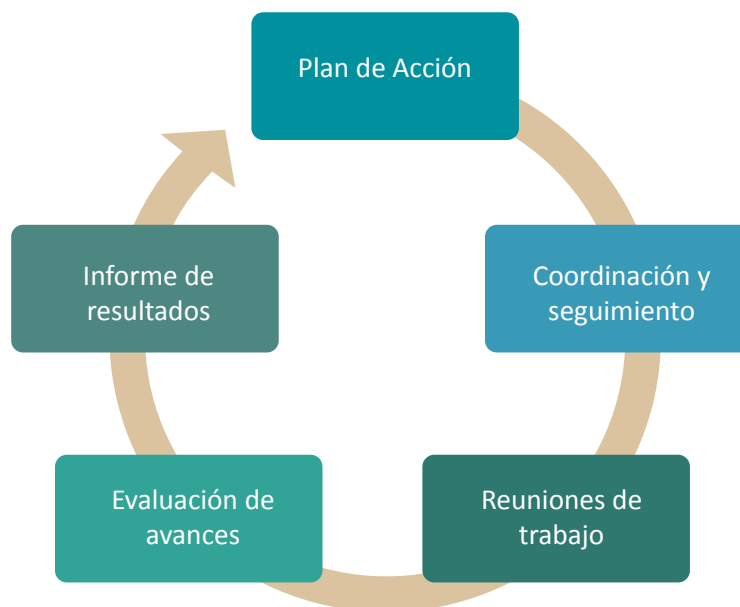 Plan de Acción
Coordinación y
seguimiento
Reuniones de
trabajo
Evaluación de
avances
Informe de
resultados